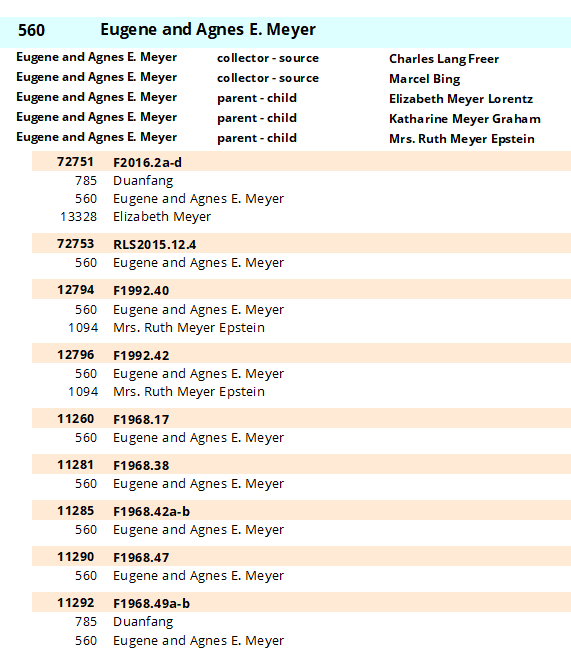 560 Eugene and Agnes E. Meyer
Eugene and Agnes E. Meyer collector - source Charles Lang Freer
Eugene and Agnes E. Meyer collector - source Marcel Bing
Eugene and Agnes E. Meyer parent - child Elizabeth Meyer Lorentz
Eugene and Agnes E. Meyer parent - child Katharine Meyer Graham
Eugene and Agnes E. Meyer parent - child Mrs. Ruth Meyer Epstein
72751 F2016.2a-d
785 Duanfang
560 Eugene and Agnes E. Meyer
13328 Elizabeth Meyer
72753 RLS2015.12.4
560 Eugene and Agnes E. Meyer
12794 F1992.40
560 Eugene and Agnes E. Meyer
1094 Mrs. Ruth Meyer Epstein
12796 F1992.42
560 Eugene and Agnes E. Meyer
1094 Mrs. Ruth Meyer Epstein
11260 F1968.17
560 Eugene and Agnes E. Meyer
11281 F1968.38
560 Eugene and Agnes E. Meyer
11285 F1968.42a-b
560 Eugene and Agnes E. Meyer
11290 F1968.47
560 Eugene and Agnes E. Meyer
11292 F1968.49a-b
785 Duanfang
560 Eugene and Agnes E. Meyer